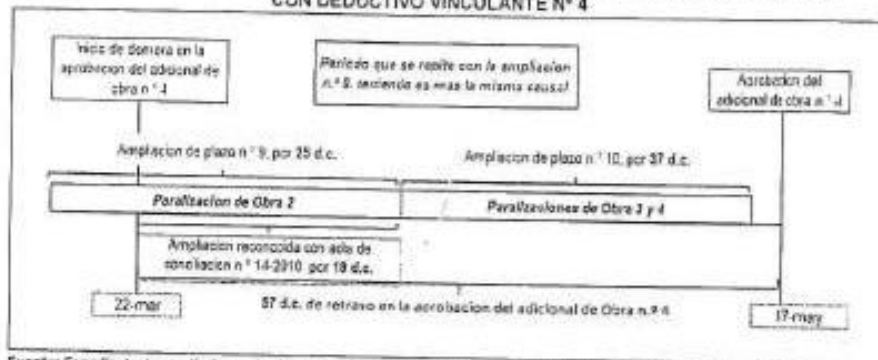 CON DEDUCTIVO VINCULANTE Nº 4
Inicio de demora en la
aprobacion del adicional de
obra n.º 4
Periodo que se repite con la ampliacion
n.º 9, teniendo es mas la misma causal
Aprobacion del
adicional de obra n.º 4
Ampliacion de plazo n.º 9, por 25 d.c.
Ampliacion de plazo n.º 10, por 37 d.c.
Paralizacion de Obra 2
Paralizaciones de Obra 3 y 4
Ampliacion reconocida con acta de
conciliacion n.º 14-2010 por 18 d.c.
22-mar
57 d.c. de retraso en la aprobacion del adicional de Obra n.º 4
17-may